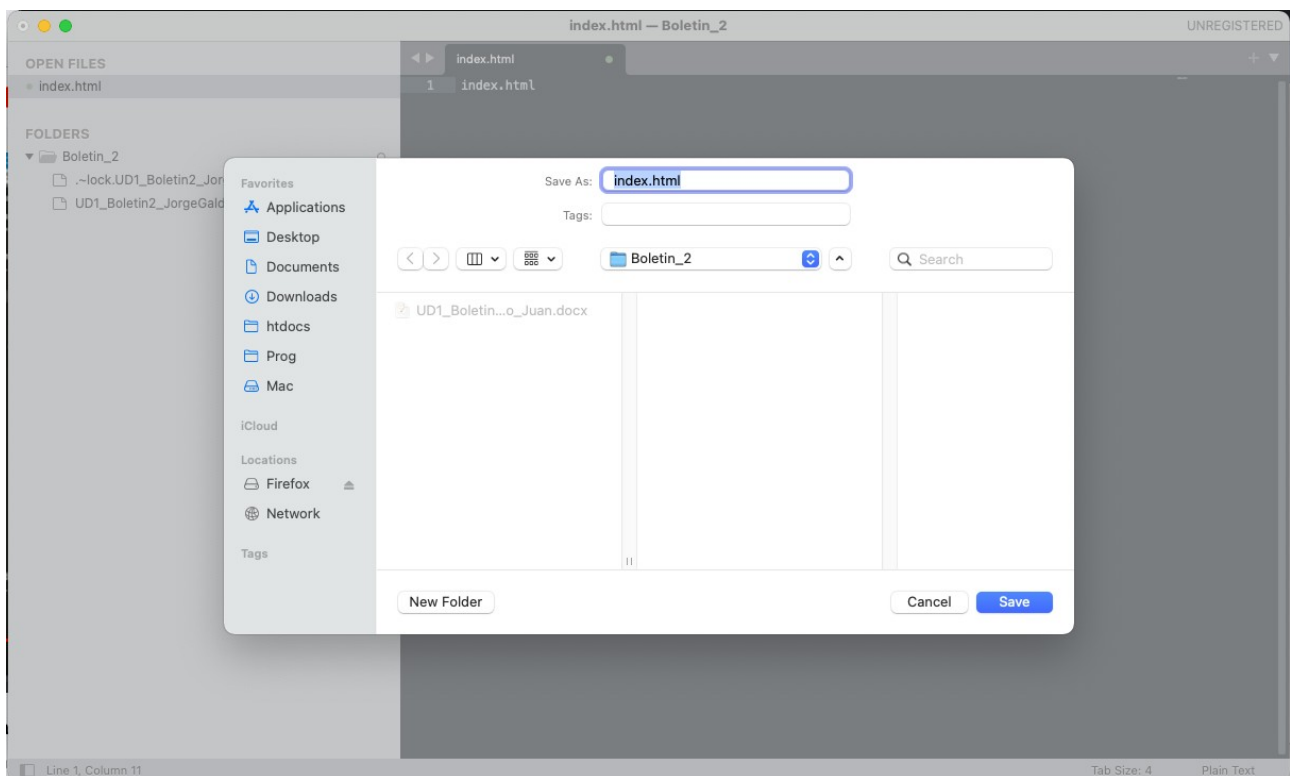 index.html — Boletin_2
UNREGISTERED
OPEN FILES
index.html
FOLDERS
Boletin_2
.~lock.UD1_Boletin2_Jor
UD1_Boletin2_JorgeGald
index.html
1 index.html
Favorites
Applications
Desktop
Documents
Downloads
htdocs
Prog
Mac
iCloud
Locations
Firefox
Network
Tags
Save As: index.html
Tags:
Boletin_2
Search
UD1_Boletin...o_Juan.docx
New Folder
Cancel
Save
Line 1, Column 11
Tab Size: 4
Plain Text